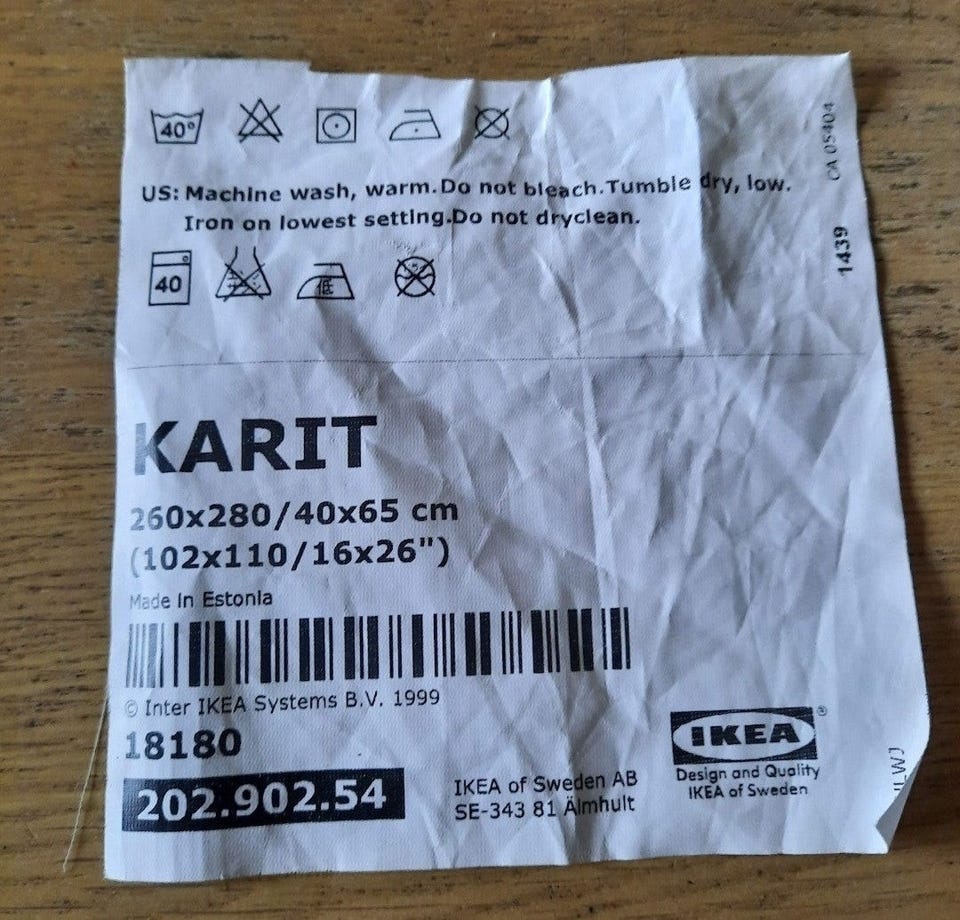 40°
US: Machine wash, warm. Do not bleach. Tumble dry, low.
Iron on lowest setting. Do not dryclean.
40
低
CA 05404
1439
KARIT
260x280/40x65 cm
(102x110/16x26")
Made in Estonia
© Inter IKEA Systems B.V. 1999
18180
202.902.54
IKEA of Sweden AB
SE-343 81 Älmhult
IKEA®
Design and Quality
IKEA of Sweden